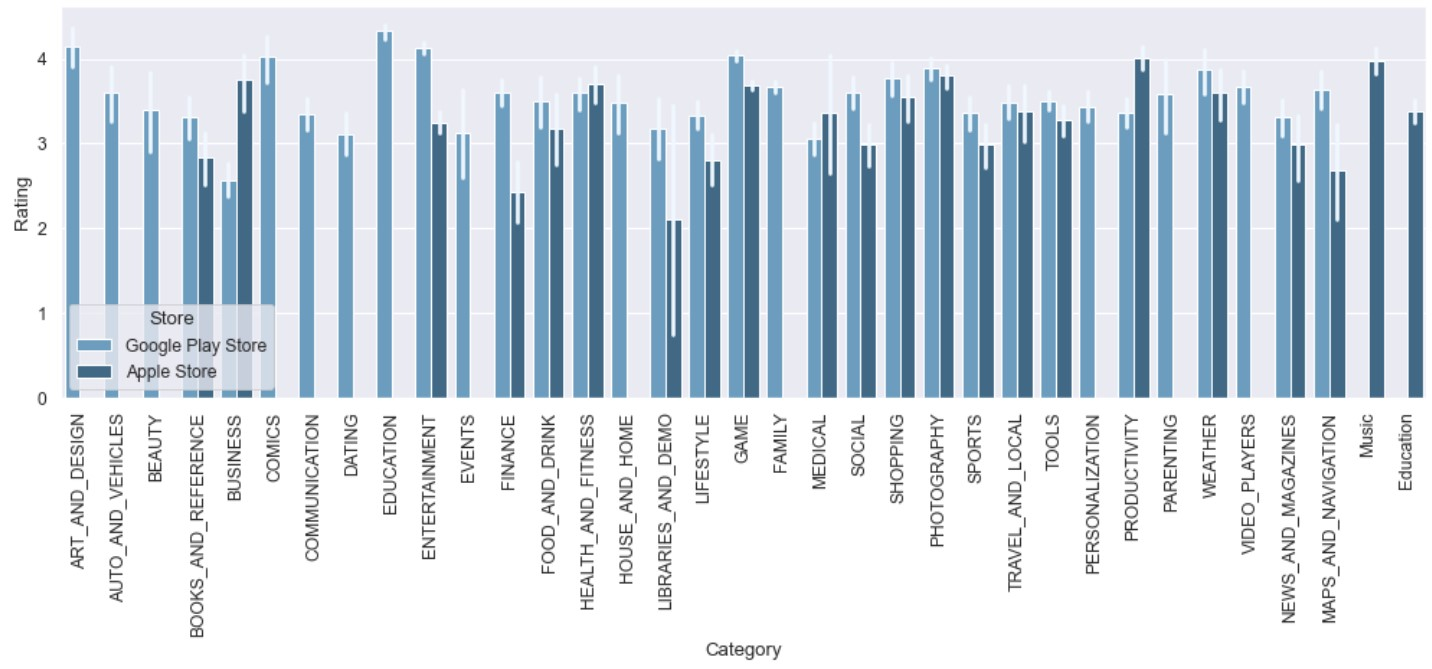 4
3
2
1
0
Rating
Store
Google Play Store
Apple Store
ART_AND_DESIGN
AUTO_AND_VEHICLES
BEAUTY
BOOKS_AND_REFERENCE
BUSINESS
COMICS
COMMUNICATION
DATING
EDUCATION
ENTERTAINMENT
EVENTS
FINANCE
FOOD_AND_DRINK
HEALTH_AND_FITNESS
HOUSE_AND_HOME
LIBRARIES_AND_DEMO
LIFESTYLE
GAME
FAMILY
MEDICAL
SOCIAL
SHOPPING
PHOTOGRAPHY
SPORTS
TRAVEL_AND_LOCAL
TOOLS
PERSONALIZATION
PRODUCTIVITY
PARENTING
WEATHER
VIDEO_PLAYERS
NEWS_AND_MAGAZINES
MAPS_AND_NAVIGATION
Music
Education
Category